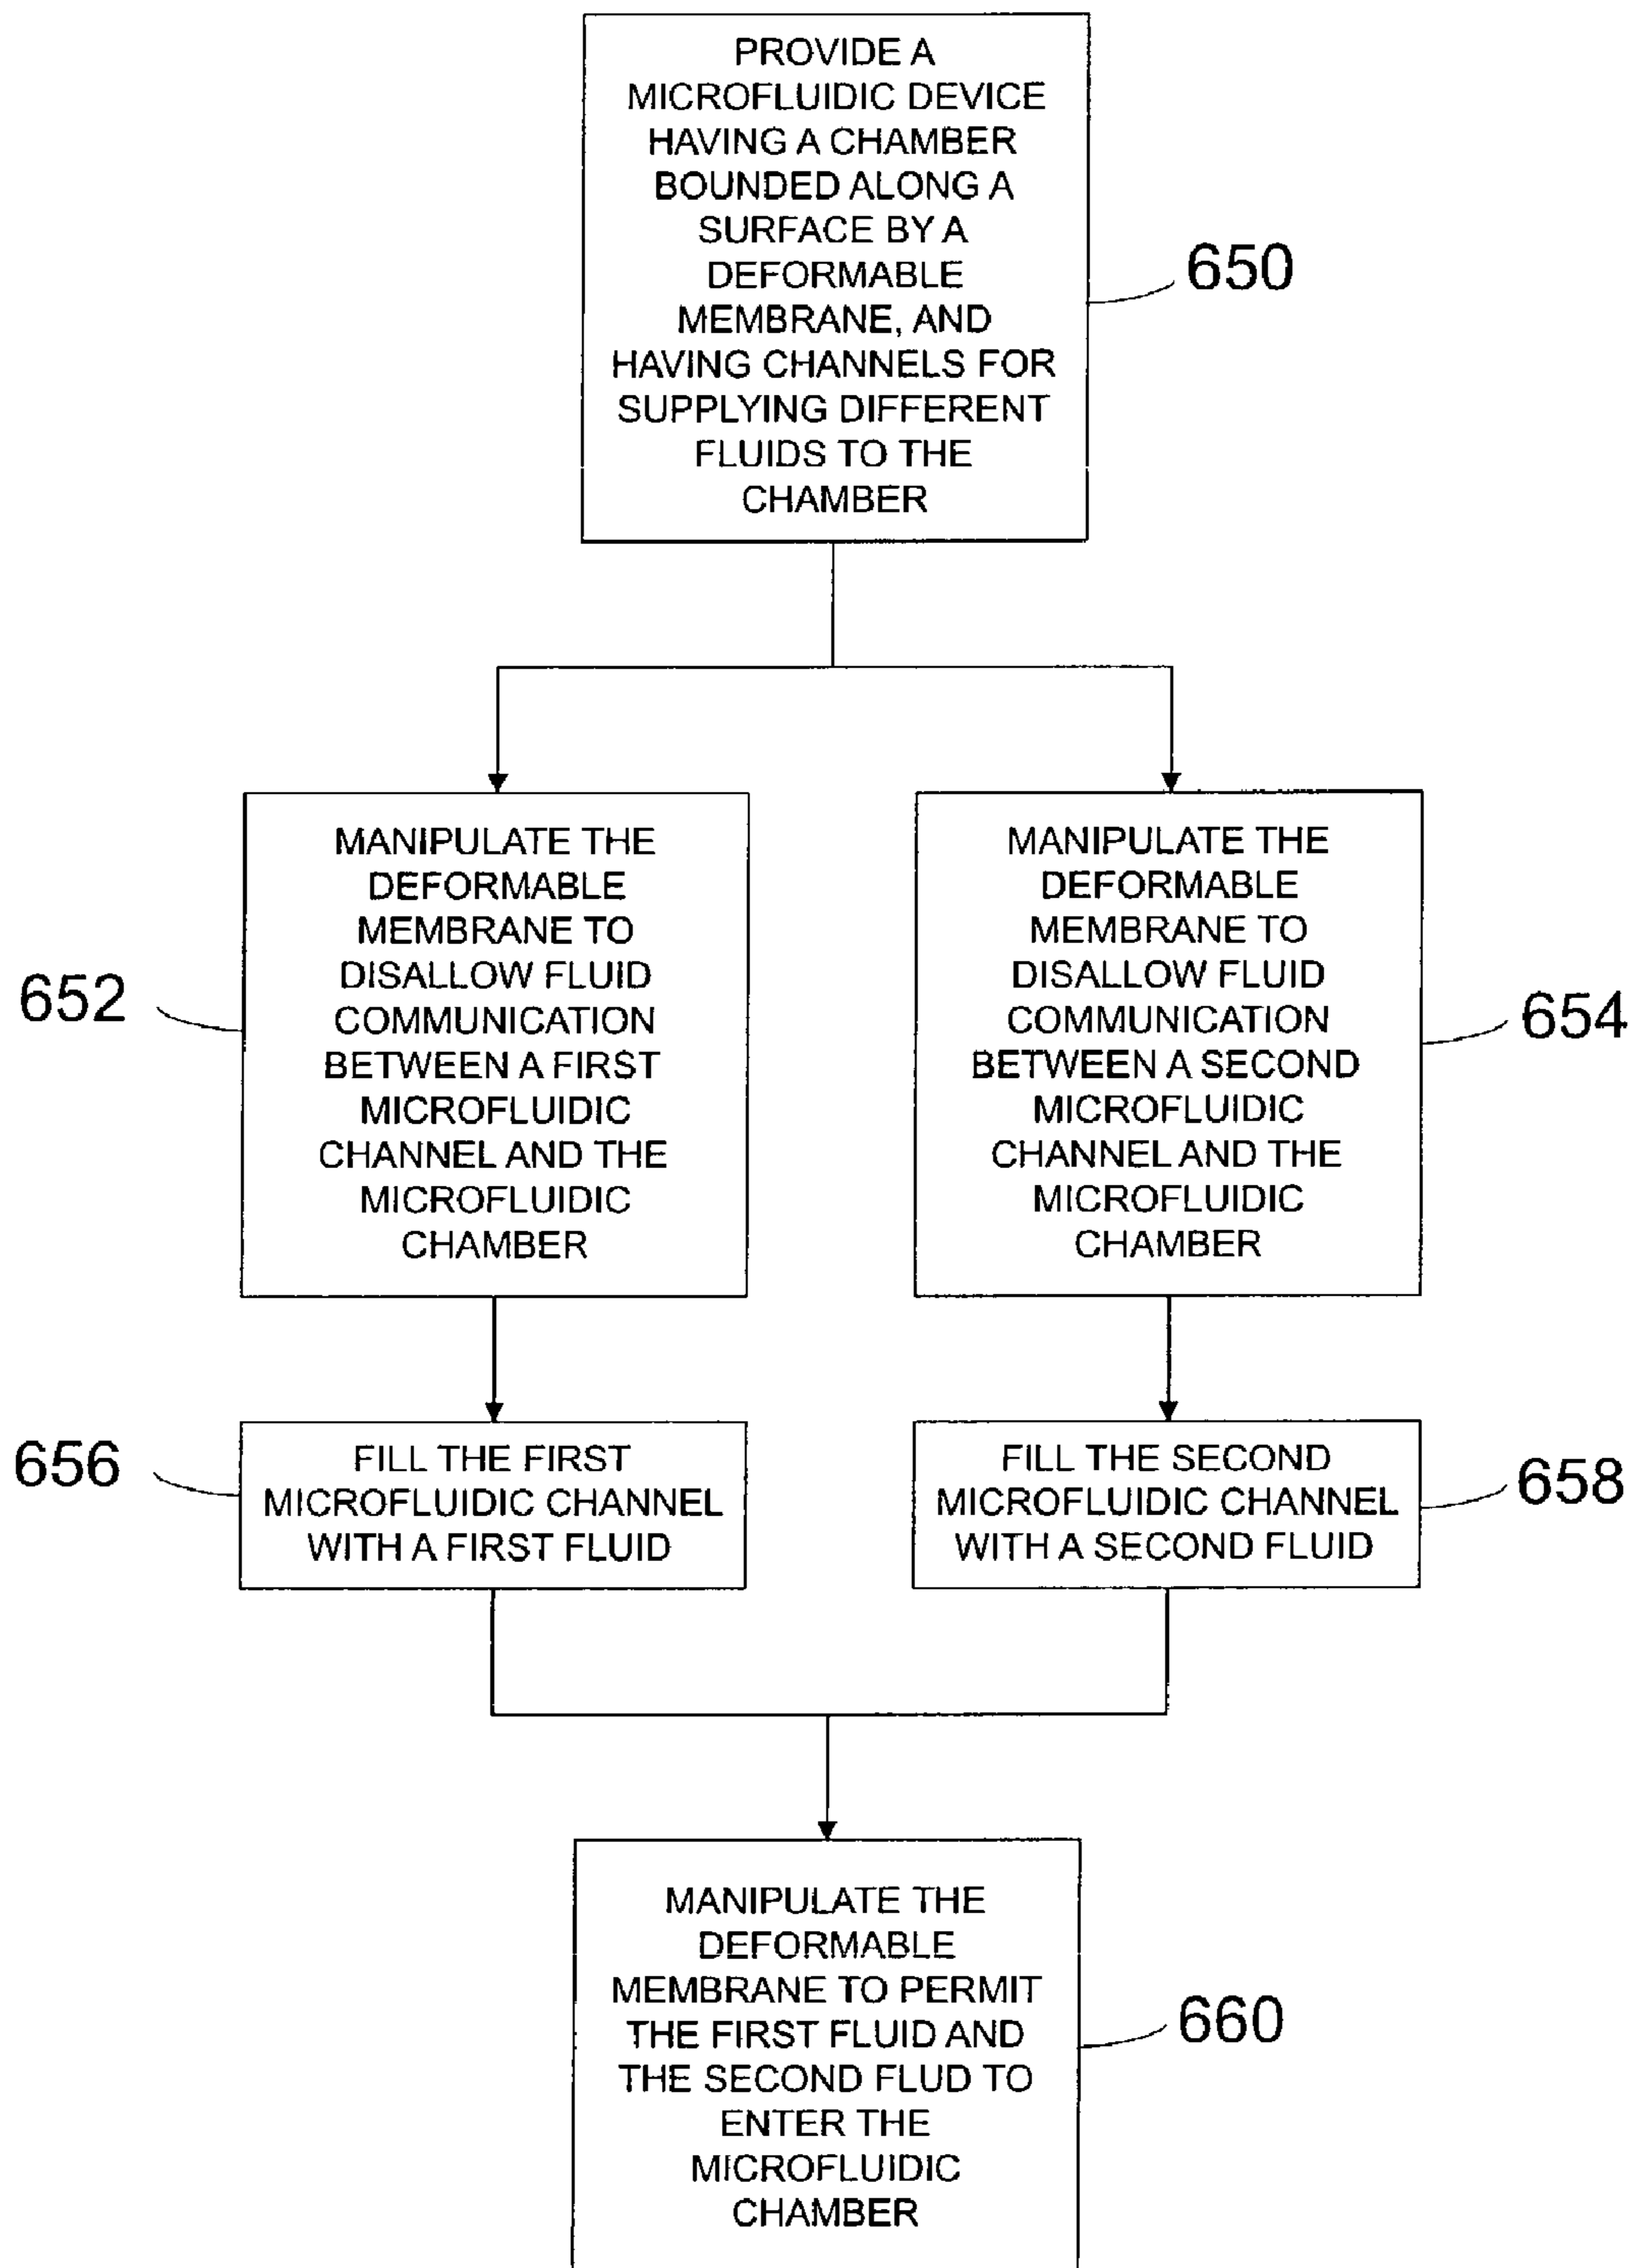 PROVIDE A
MICROFLUIDIC DEVICE
HAVING A CHAMBER
BOUNDED ALONG A
SURFACE BY A
DEFORMABLE
MEMBRANE, AND
HAVING CHANNELS FOR
SUPPLYING DIFFERENT
FLUIDS TO THE
CHAMBER
650
MANIPULATE THE
DEFORMABLE
MEMBRANE TO
DISALLOW FLUID
COMMUNICATION
BETWEEN A FIRST
MICROFLUIDIC
CHANNEL AND THE
MICROFLUIDIC
CHAMBER
652
MANIPULATE THE
DEFORMABLE
MEMBRANE TO
DISALLOW FLUID
COMMUNICATION
BETWEEN A SECOND
MICROFLUIDIC
CHANNEL AND THE
MICROFLUIDIC
CHAMBER
654
656
FILL THE FIRST
MICROFLUIDIC CHANNEL
WITH A FIRST FLUID
FILL THE SECOND
MICROFLUIDIC CHANNEL
WITH A SECOND FLUID
658
MANIPULATE THE
DEFORMABLE
MEMBRANE TO PERMIT
THE FIRST FLUID AND
THE SECOND FLUD TO
ENTER THE
MICROFLUIDIC
CHAMBER
660